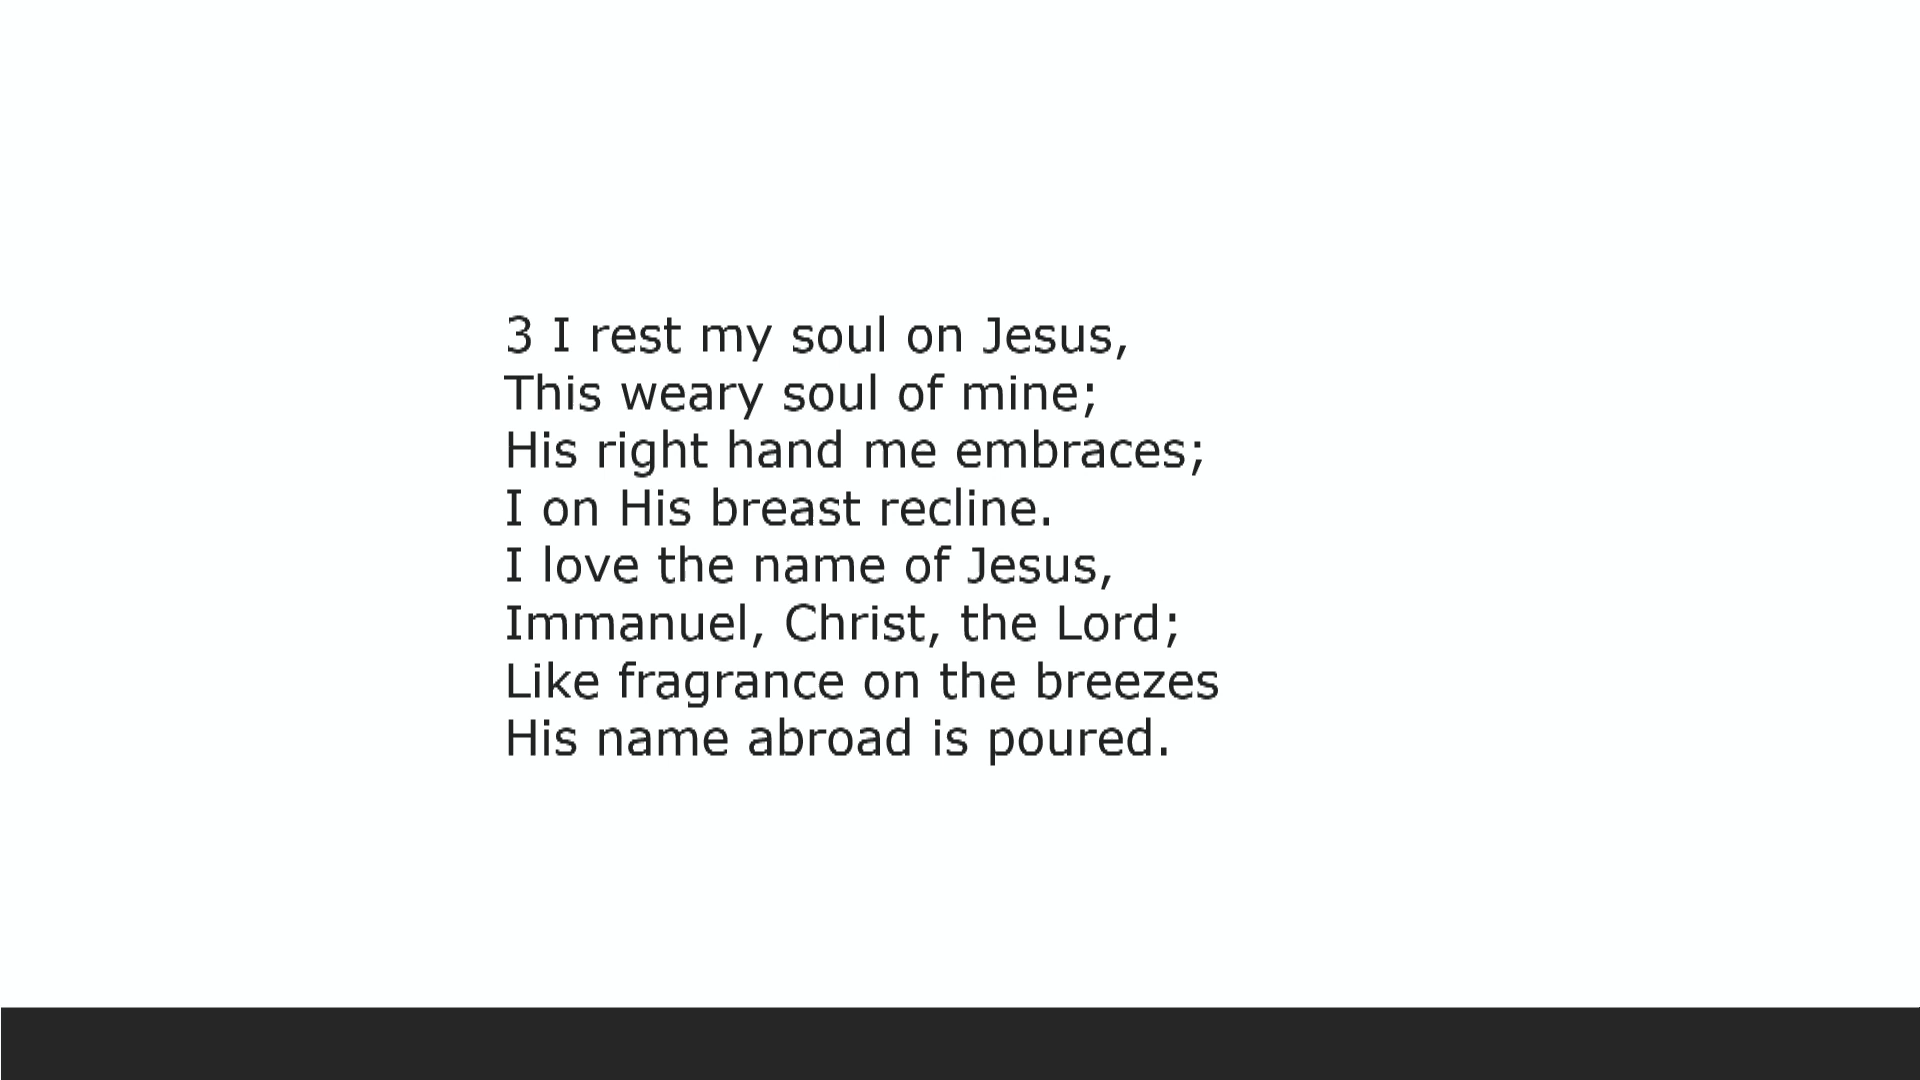 3 I rest my soul on Jesus,
This weary soul of mine;
His right hand me embraces;
I on His breast recline.
I love the name of Jesus,
Immanuel, Christ, the Lord;
Like fragrance on the breezes
His name abroad is poured.